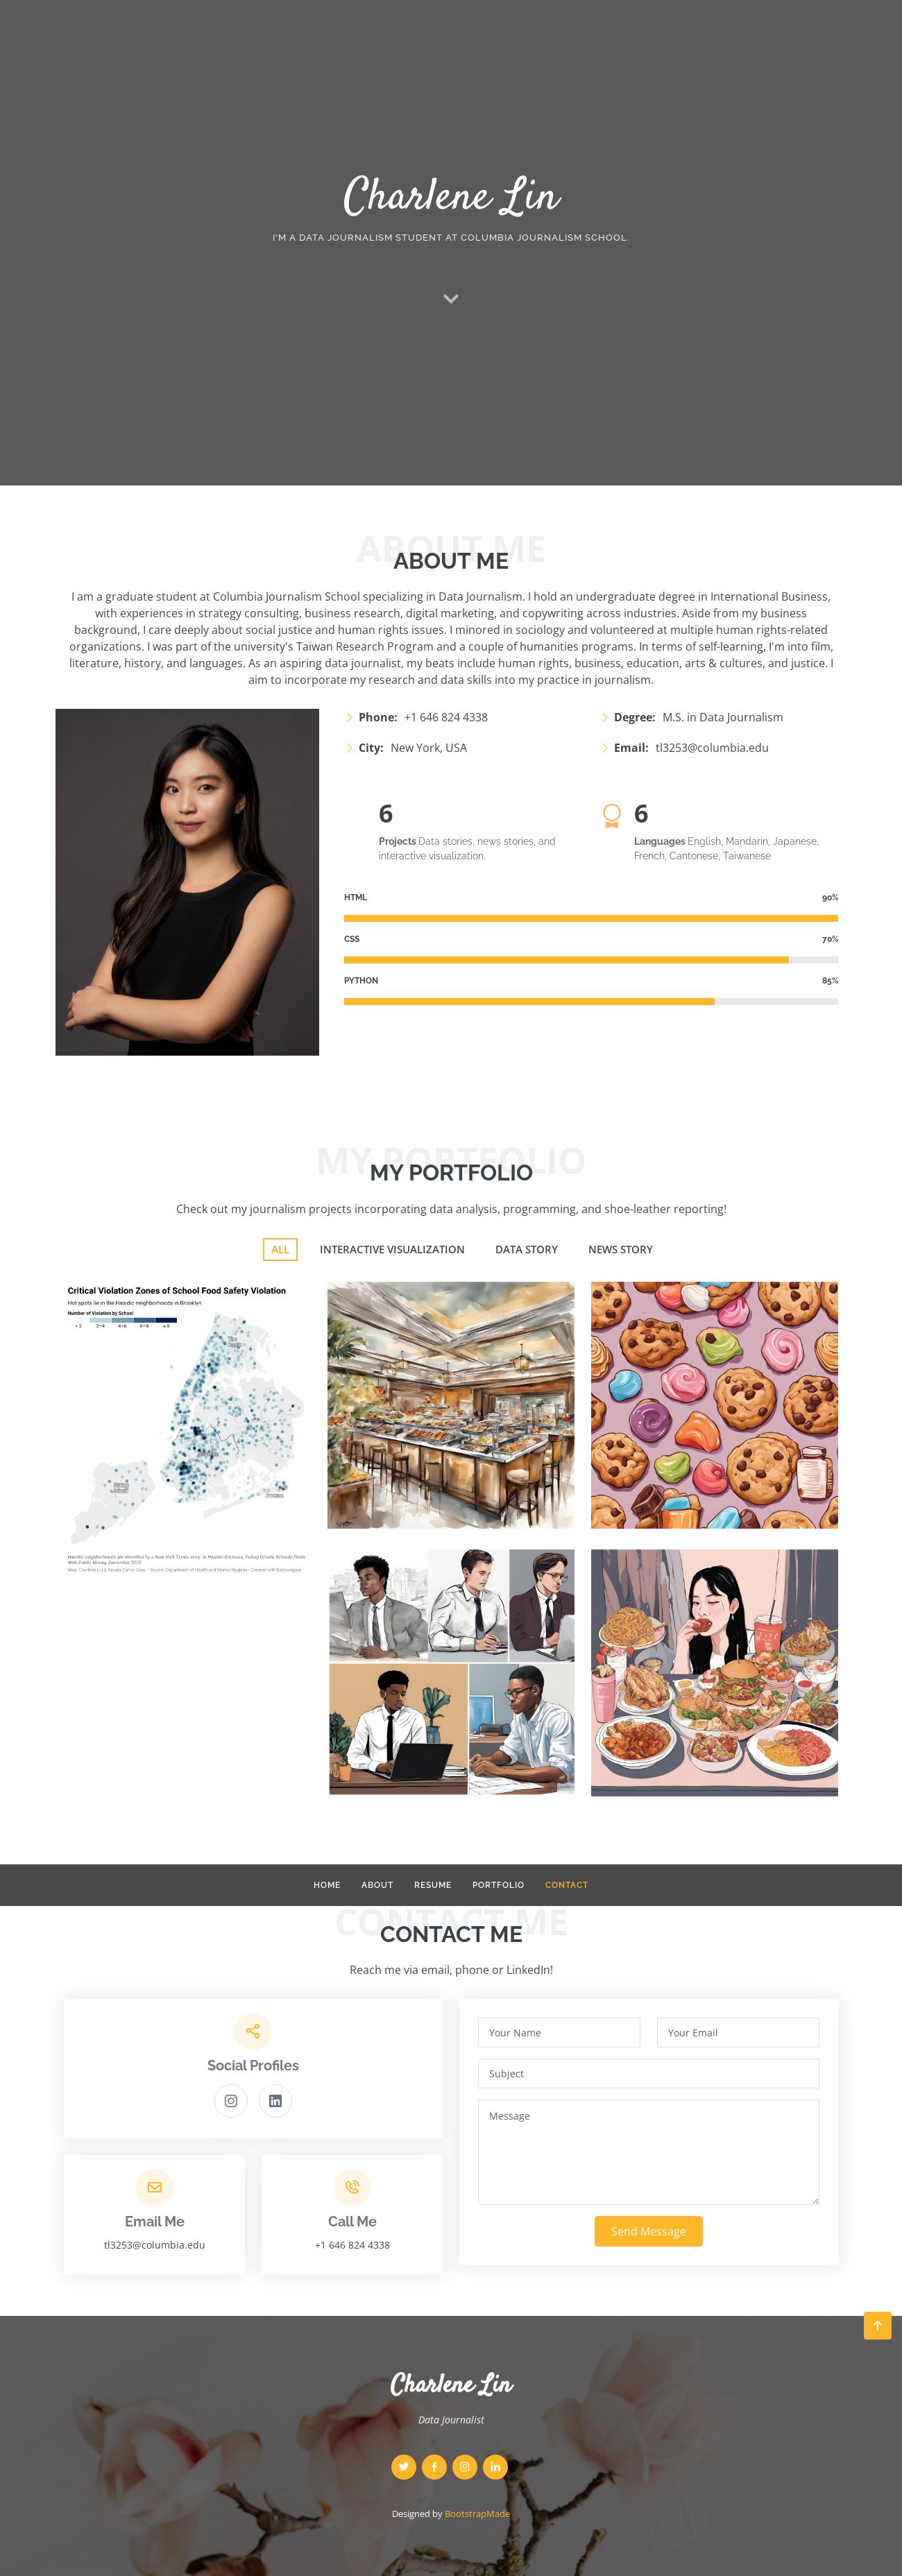 Charlene Lin
I'M A DATA JOURNALISM STUDENT AT COLUMBIA JOURNALISM SCHOOL.
ABOUT ME
ABOUT ME
I am a graduate student at Columbia Journalism School specializing in Data Journalism. I hold an undergraduate degree in International Business,
with experiences in strategy consulting, business research, digital marketing, and copywriting across industries. Aside from my business
background, I care deeply about social justice and human rights issues. I minored in sociology and volunteered at multiple human rights-related
organizations. I was part of the university's Taiwan Research Program and a couple of humanities programs. In terms of self-learning, I'm into film,
literature, history, and languages. As an aspiring data journalist, my beats include human rights, business, education, arts & cultures, and justice. I
aim to incorporate my research and data skills into my practice in journalism.
Phone: +1 646 824 4338
Degree: M.S. in Data Journalism
City: New York, USA
Email: tl3253@columbia.edu
6
Projects Data stories, news stories, and
interactive visualization.
6
Languages English, Mandarin, Japanese,
French, Cantonese, Taiwanese
HTML 90%
CSS 70%
PYTHON 85%
MY PORTFOLIO
MY PORTFOLIO
Check out my journalism projects incorporating data analysis, programming, and shoe-leather reporting!
ALL INTERACTIVE VISUALIZATION DATA STORY NEWS STORY
Critical Violation Zones of School Food Safety Violation
Hot spots lie in the Hasidic neighborhoods in Brooklyn
Number of Violation by School
< 2 2–4 4–6 6–8 ≥ 8
HOME ABOUT RESUME PORTFOLIO CONTACT
CONTACT ME
CONTACT ME
Reach me via email, phone or LinkedIn!
Social Profiles
Email Me
tl3253@columbia.edu
Call Me
+1 646 824 4338
Your Name
Your Email
Subject
Message
Send Message
Charlene Lin
Data Journalist
Designed by BootstrapMade